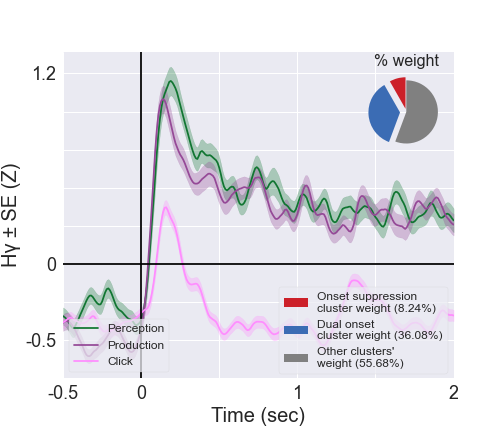 % weight
1.2
0
-0.5
Hγ ± SE (Z)
Perception
Production
Click
Onset suppression
cluster weight (8.24%)
Dual onset
cluster weight (36.08%)
Other clusters'
weight (55.68%)
-0.5
0
1
2
Time (sec)